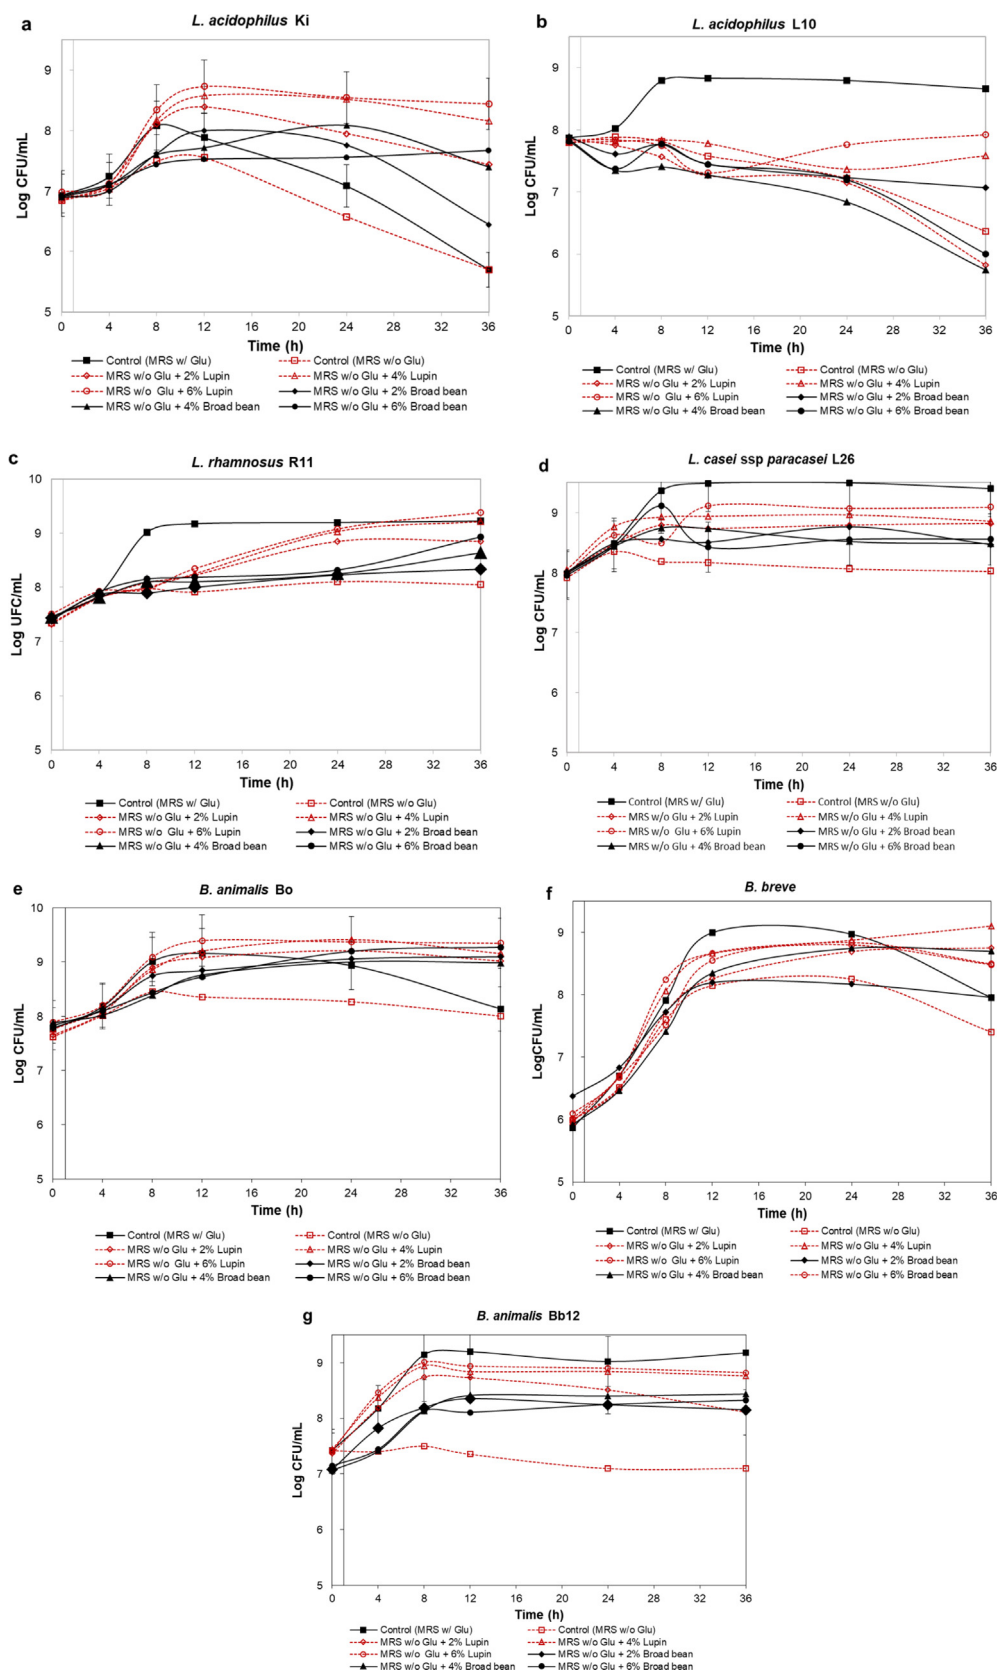 a
L. acidophilus Ki
Log CFU/mL
9
8
7
6
5
0 4 8 12 16 20 24 28 32 36
Time (h)
Control (MRS w/ Glu) Control (MRS w/o Glu)
MRS w/o Glu + 2% Lupin MRS w/o Glu + 4% Lupin
MRS w/o Glu + 6% Lupin MRS w/o Glu + 2% Broad bean
MRS w/o Glu + 4% Broad bean MRS w/o Glu + 6% Broad bean
b
L. acidophilus L10
Log CFU/mL
9
8
7
6
5
0 4 8 12 16 20 24 28 32 36
Time (h)
Control (MRS w/ Glu) Control (MRS w/o Glu)
MRS w/o Glu + 2% Lupin MRS w/o Glu + 4% Lupin
MRS w/o Glu + 6% Lupin MRS w/o Glu + 2% Broad bean
MRS w/o Glu + 4% Broad bean MRS w/o Glu + 6% Broad bean
c
L. rhamnosus R11
Log UFC/mL
10
9
8
7
6
5
0 4 8 12 16 20 24 28 32 36
Time (h)
Control (MRS w/ Glu) Control (MRS w/o Glu)
MRS w/o Glu + 2% Lupin MRS w/o Glu + 4% Lupin
MRS w/o Glu + 6% Lupin MRS w/o Glu + 2% Broad bean
MRS w/o Glu + 4% Broad bean MRS w/o Glu + 6% Broad bean
d
L. casei ssp paracasei L26
Log CFU/mL
9
8
7
6
5
0 4 8 12 16 20 24 28 32 36
Time (h)
Control (MRS w/ Glu) Control (MRS w/o Glu)
MRS w/o Glu + 2% Lupin MRS w/o Glu + 4% Lupin
MRS w/o Glu + 6% Lupin MRS w/o Glu + 2% Broad bean
MRS w/o Glu + 4% Broad bean MRS w/o Glu + 6% Broad bean
e
B. animalis Bo
Log CFU/mL
10
9
8
7
6
5
0 4 8 12 16 20 24 28 32 36
Time (h)
Control (MRS w/ Glu) Control (MRS w/o Glu)
MRS w/o Glu + 2% Lupin MRS w/o Glu + 4% Lupin
MRS w/o Glu + 6% Lupin MRS w/o Glu + 2% Broad bean
MRS w/o Glu + 4% Broad bean MRS w/o Glu + 6% Broad bean
f
B. breve
LogCFU/mL
9
8
7
6
5
0 4 8 12 16 20 24 28 32 36
Time (h)
Control (MRS w/ Glu) Control (MRS w/o Glu)
MRS w/o Glu + 2% Lupin MRS w/o Glu + 4% Lupin
MRS w/o Glu + 6% Lupin MRS w/o Glu + 2% Broad bean
MRS w/o Glu + 4% Broad bean MRS w/o Glu + 6% Broad bean
g
B. animalis Bb12
Log CFU/mL
9
8
7
6
5
0 4 8 12 16 20 24 28 32 36
Time (h)
Control (MRS w/ Glu) Control (MRS w/o Glu)
MRS w/o Glu + 2% Lupin MRS w/o Glu + 4% Lupin
MRS w/o Glu + 6% Lupin MRS w/o Glu + 2% Broad bean
MRS w/o Glu + 4% Broad bean MRS w/o Glu + 6% Broad bean